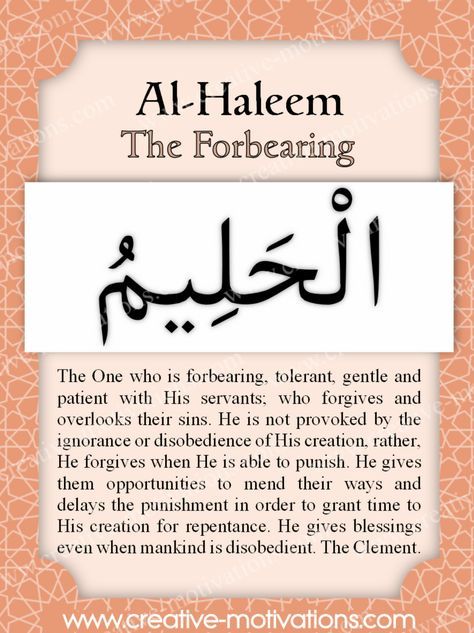 Al-Haleem
The Forbearing
الْحَلِيمُ
The One who is forbearing, tolerant, gentle and
patient with His servants; who forgives and
overlooks their sins. He is not provoked by the
ignorance or disobedience of His creation, rather,
He forgives when He is able to punish. He gives
them opportunities to mend their ways and
delays the punishment in order to grant time to
His creation for repentance. He gives blessings
even when mankind is disobedient. The Clement.
www.creative-motivations.com